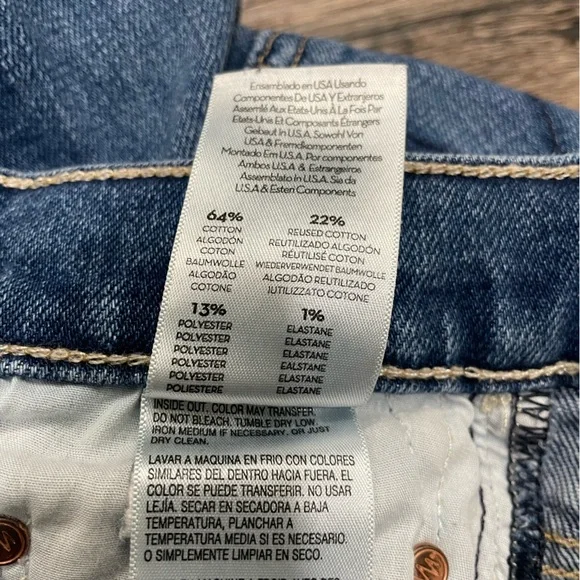 Ensamblado en USA Usando
Componentes De USA Y Extranjeros
Assemlé Aux Etats-Unis À La Fois Par
Etats-Unis Et Composants Étrangers
Gebaut In U.S.A. Sowohl Von
USA & Fremdkomponenten
Montado Em U.S.A. Por componentes
Ambos U.S.A & Estrangeiros
Assemblato In U.S.A. Sia da
U.S.A & Esteri Components
64%
COTTON
ALGODÓN
COTON
BAUMWOLLE
ALGODÃO
COTONE
22%
REUSED COTTON
REUTILIZADO ALGODÓN
RÉUTILISÉ COTON
WIEDERVERWENDET BAUMWOLLE
ALGODÃO REUTILIZADO
IUTILIZZATO COTONE
13%
POLYESTER
POLYESTER
POLYESTER
POLYESTER
POLYESTER
POLIESTERE
1%
ELASTANE
ELASTANE
ELASTANE
EALSTANE
ELASTANE
ELASTANE
INSIDE OUT. COLOR MAY TRANSFER.
DO NOT BLEACH. TUMBLE DRY LOW.
IRON MEDIUM IF NECESSARY, OR JUST
DRY CLEAN.
LAVAR A MAQUINA EN FRIO CON COLORES
SIMILARES DEL DENTRO HACIA FUERA. EL
COLOR SE PUEDE TRANSFERIR. NO USAR
LEJÍA. SECAR EN SECADORA A BAJA
TEMPERATURA, PLANCHAR A
TEMPERATURA MEDIA SI ES NECESARIO.
O SIMPLEMENTE LIMPIAR EN SECO.